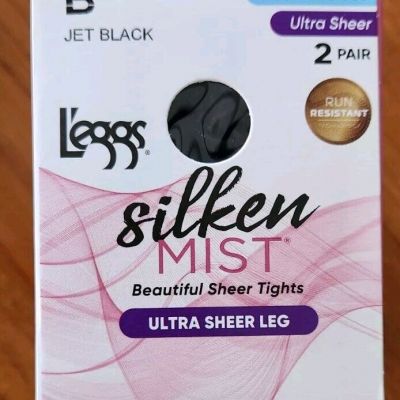 B
JET BLACK
Ultra Sheer
2 PAIR
L'eggs®
RUN
RESISTANT
silken
MIST®
Beautiful Sheer Tights
ULTRA SHEER LEG